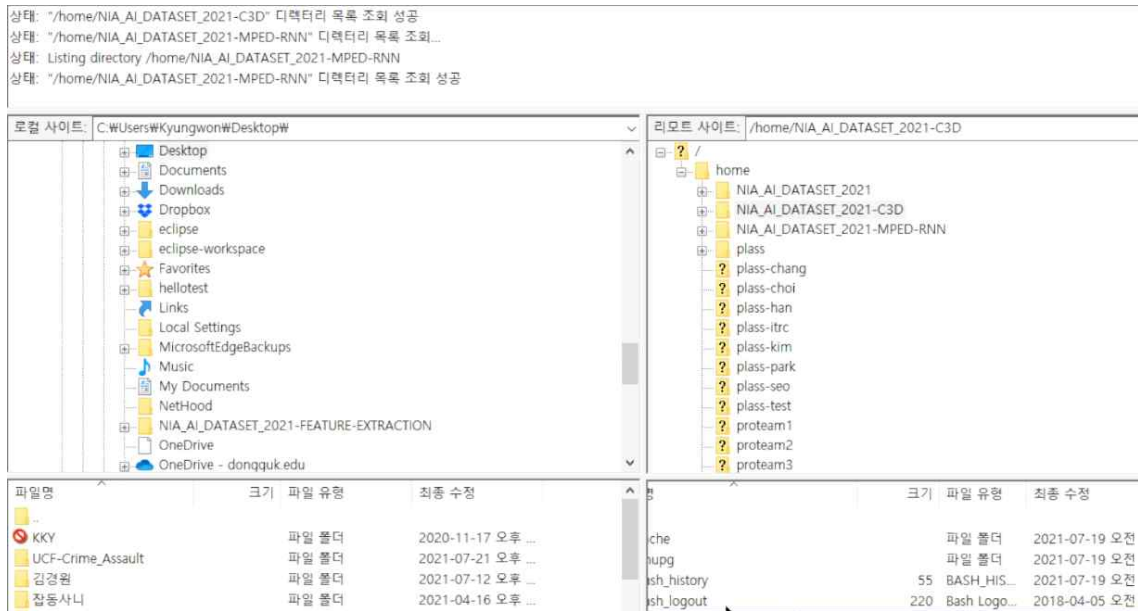 상태: "/home/NIA_AI_DATASET_2021-C3D" 디렉터리 목록 조회 성공
상태: "/home/NIA_AI_DATASET_2021-MPED-RNN" 디렉터리 목록 조회...
상태: Listing directory /home/NIA_AI_DATASET_2021-MPED-RNN
상태: "/home/NIA_AI_DATASET_2021-MPED-RNN" 디렉터리 목록 조회 성공
로컬 사이트: C:₩Users₩Kyungwon₩Desktop₩
Desktop
Documents
Downloads
Dropbox
eclipse
eclipse-workspace
Favorites
hellotest
Links
Local Settings
MicrosoftEdgeBackups
Music
My Documents
NetHood
NIA_AI_DATASET_2021-FEATURE-EXTRACTION
OneDrive
OneDrive - dongguk.edu
리모트 사이트: /home/NIA_AI_DATASET_2021-C3D
/
home
NIA_AI_DATASET_2021
NIA_AI_DATASET_2021-C3D
NIA_AI_DATASET_2021-MPED-RNN
plass
plass-chang
plass-choi
plass-han
plass-itrc
plass-kim
plass-park
plass-seo
plass-test
proteam1
proteam2
proteam3
파일명 크기 파일 유형 최종 수정
..
KKY 파일 폴더 2020-11-17 오후 ...
UCF-Crime_Assault 파일 폴더 2021-07-21 오후 ...
김경원 파일 폴더 2021-07-12 오후 ...
잡동사니 파일 폴더 2021-04-16 오후 ...
크기 파일 유형 최종 수정
che 파일 폴더 2021-07-19 오전
upg 파일 폴더 2021-07-19 오전
sh_history 55 BASH_HIS... 2021-07-19 오전
sh_logout 220 Bash Logo... 2018-04-05 오전